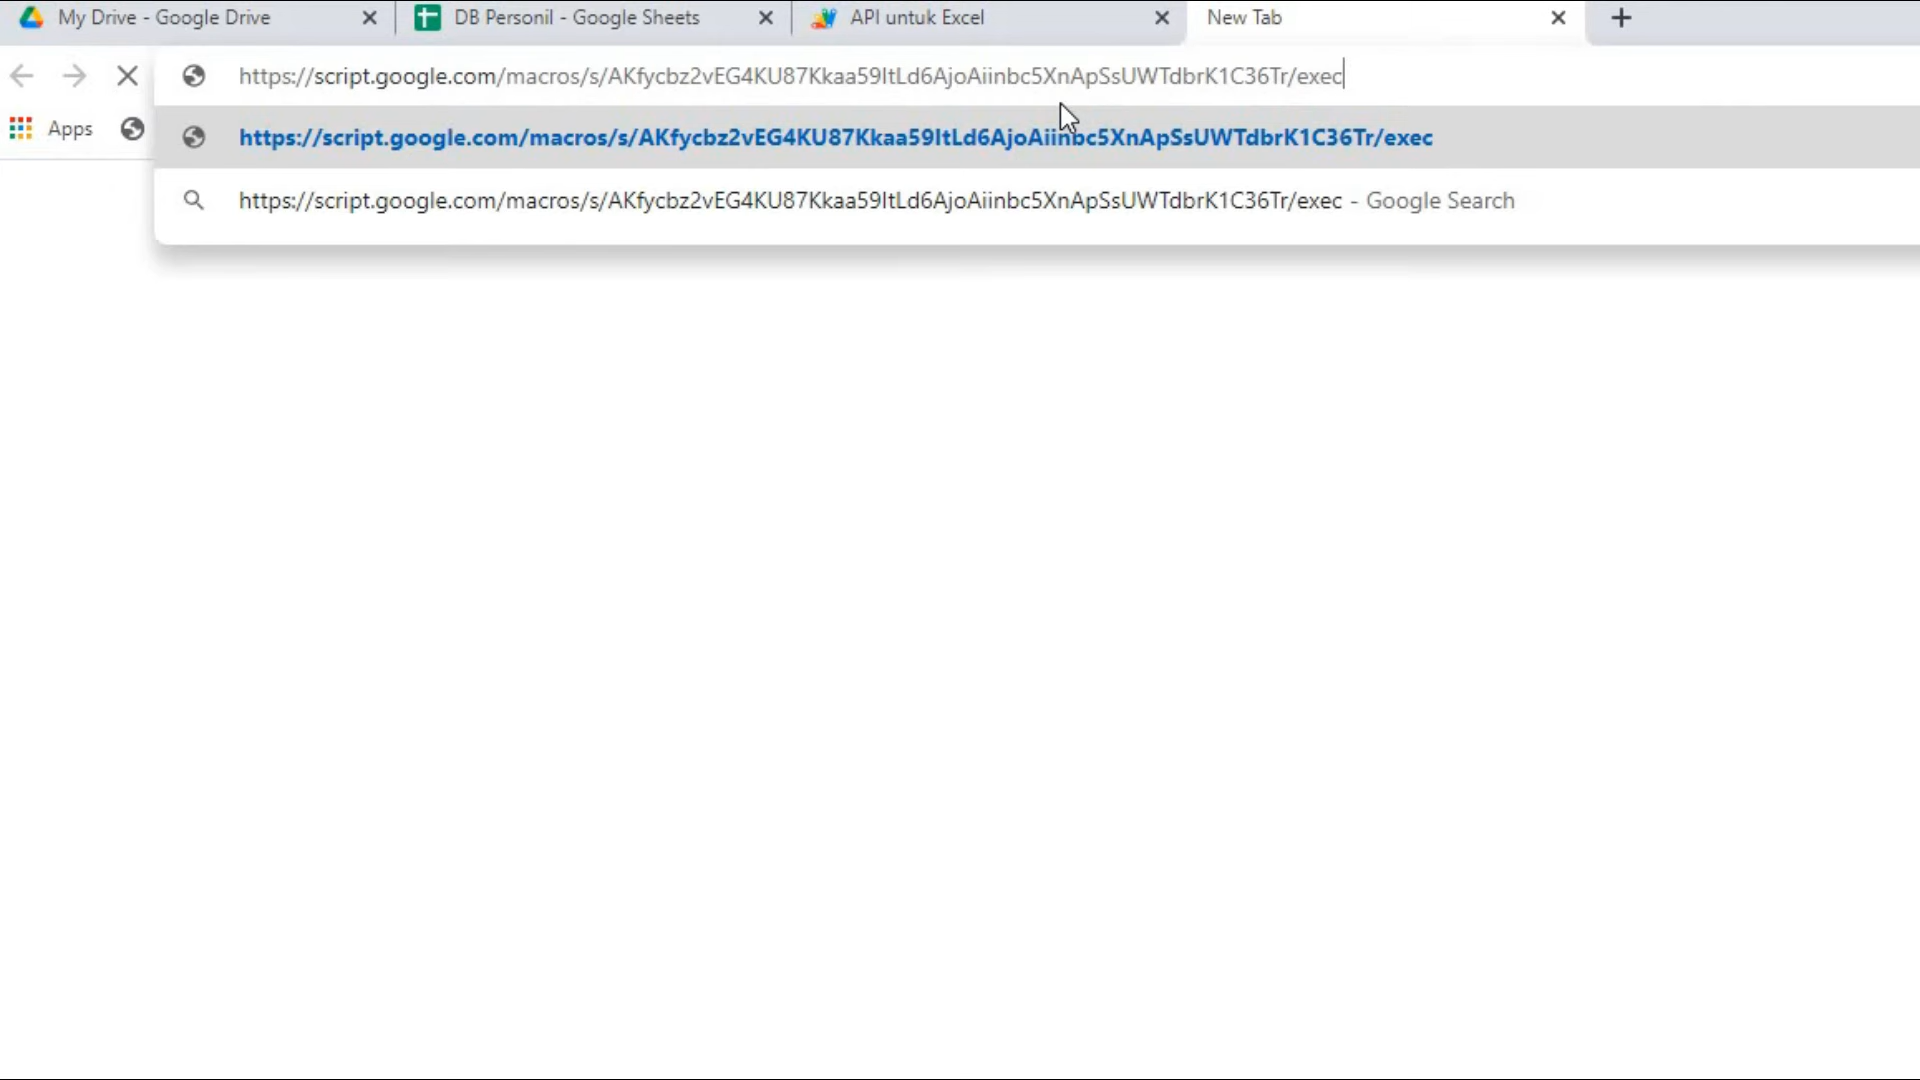 My Drive - Google Drive
DB Personil - Google Sheets
API untuk Excel
New Tab
https://script.google.com/macros/s/AKfycbz2vEG4KU87Kkaa59ItLd6AjoAiinbc5XnApSsUWTdbrK1C36Tr/exec
Apps
https://script.google.com/macros/s/AKfycbz2vEG4KU87Kkaa59ItLd6AjoAiinbc5XnApSsUWTdbrK1C36Tr/exec
https://script.google.com/macros/s/AKfycbz2vEG4KU87Kkaa59ItLd6AjoAiinbc5XnApSsUWTdbrK1C36Tr/exec - Google Search